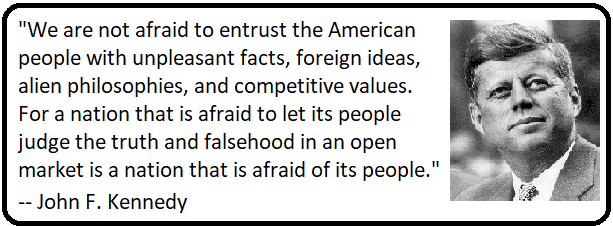 "We are not afraid to entrust the American
people with unpleasant facts, foreign ideas,
alien philosophies, and competitive values.
For a nation that is afraid to let its people
judge the truth and falsehood in an open
market is a nation that is afraid of its people."
-- John F. Kennedy